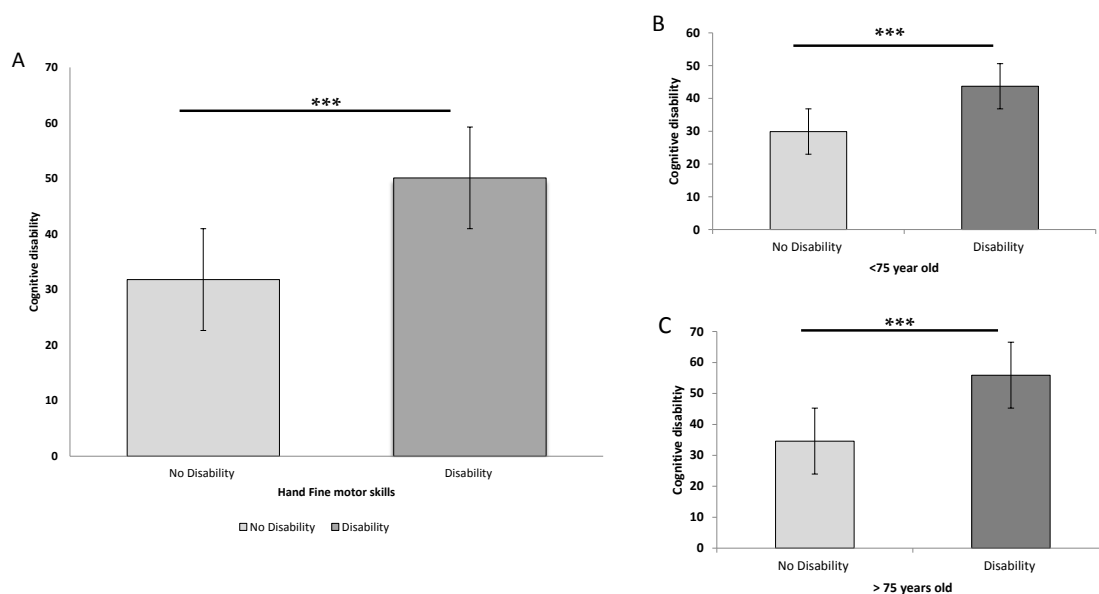 A
***
70
60
50
40
30
20
10
0
Cognitive disability
No Disability
Disability
Hand Fine motor skills
No Disability
Disability
B
***
60
50
40
30
20
10
0
Cognitive disability
No Disability
Disability
<75 year old
C
***
70
60
50
40
30
20
10
0
Cognitive disabiltiy
No Disability
Disability
> 75 years old